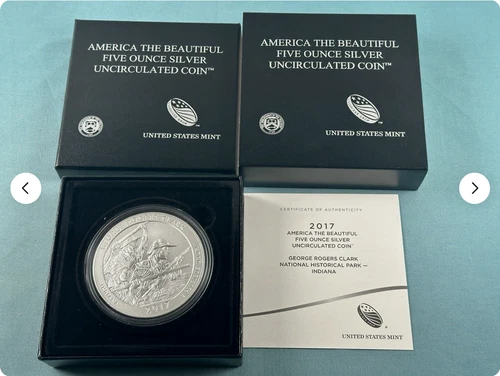 AMERICA THE BEAUTIFUL
FIVE OUNCE SILVER
UNCIRCULATED COIN™
UNITED STATES MINT
AMERICA THE BEAUTIFUL
FIVE OUNCE SILVER
UNCIRCULATED COIN™
UNITED STATES MINT
2017
CERTIFICATE OF AUTHENTICITY
2017
AMERICA THE BEAUTIFUL
FIVE OUNCE SILVER
UNCIRCULATED COIN™
GEORGE ROGERS CLARK
NATIONAL HISTORICAL PARK —
INDIANA
UNITED STATES MINT